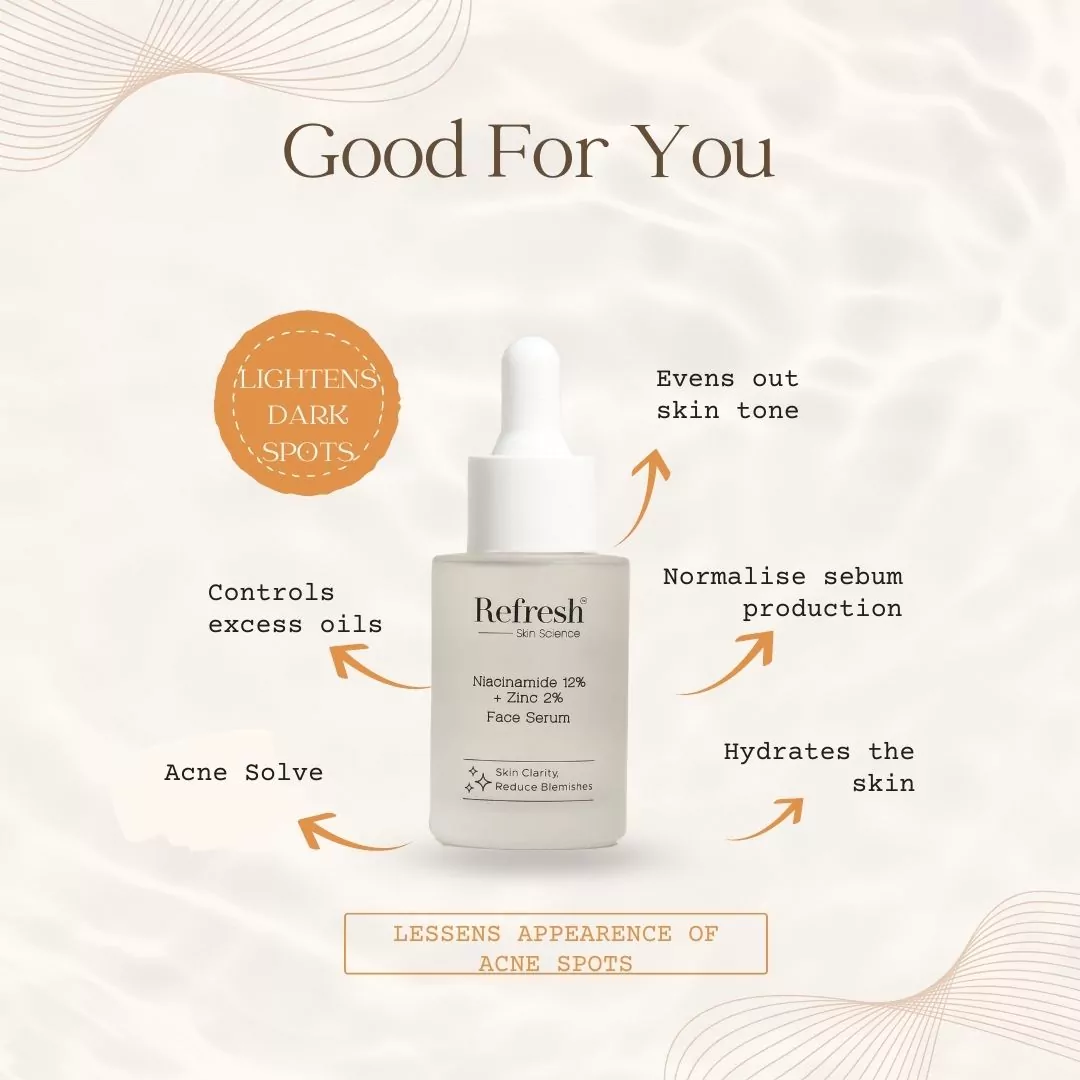 Good For You
LIGHTENS
DARK
SPOTS
Evens out
skin tone
Controls
excess oils
Normalise sebum
production
Acne Solve
Hydrates the
skin
Refresh™
Skin Science
Niacinamide 12%
+ Zinc 2%
Face Serum
Skin Clarity,
Reduce Blemishes
LESSENS APPEARENCE OF
ACNE SPOTS